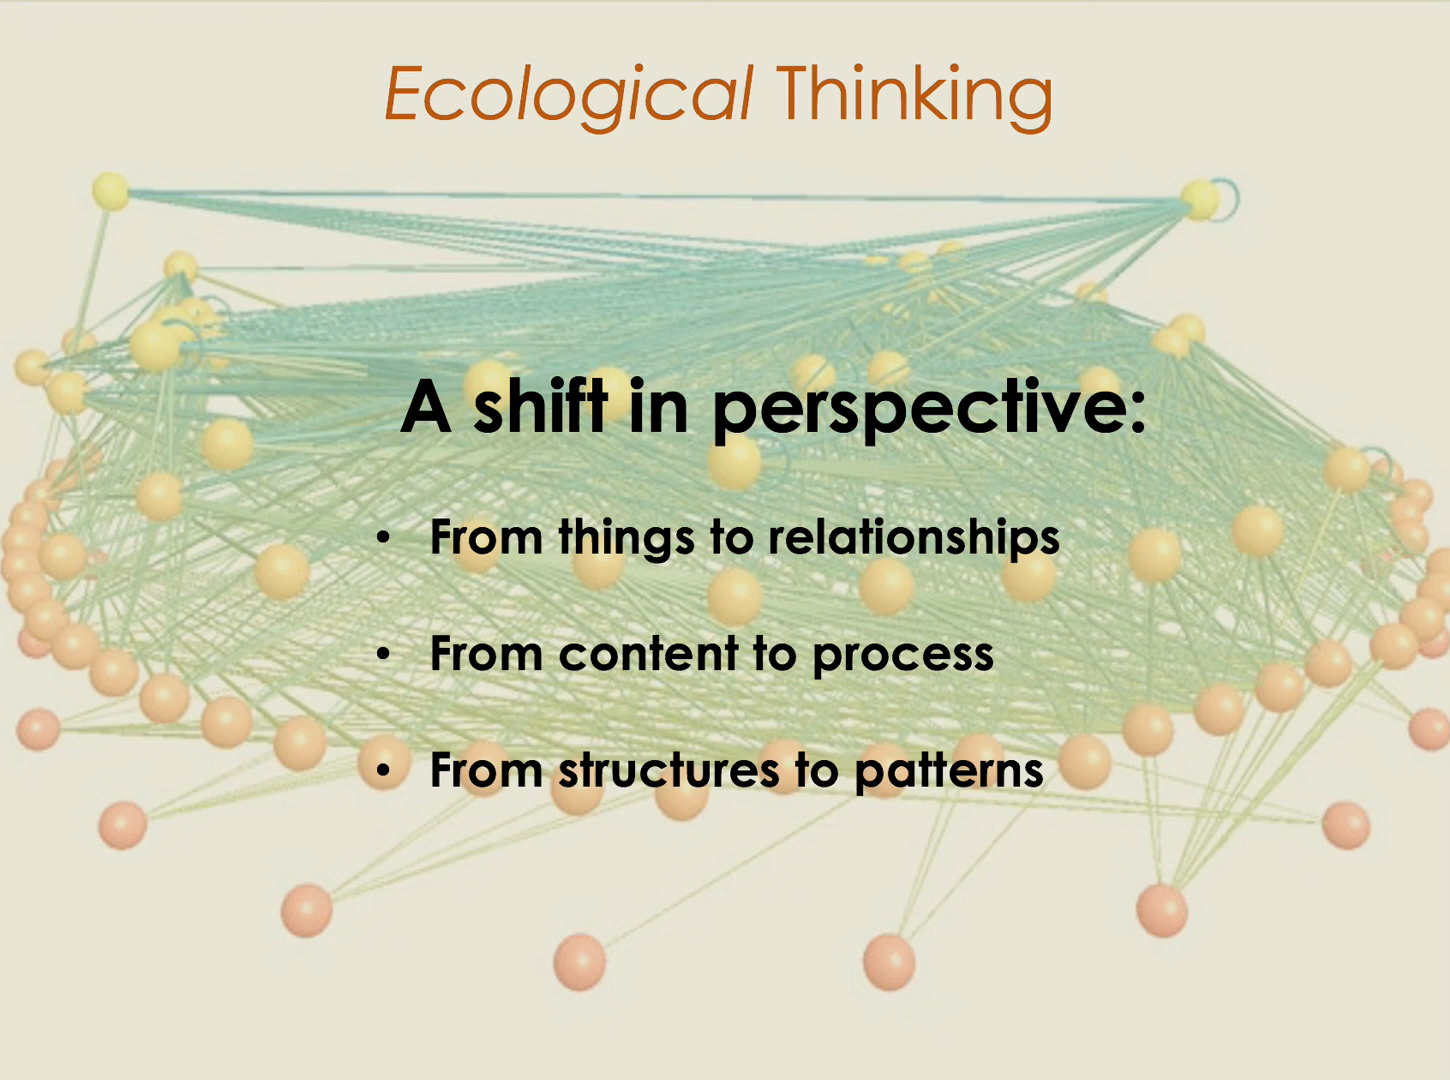 Ecological Thinking
A shift in perspective:
• From things to relationships
• From content to process
• From structures to patterns